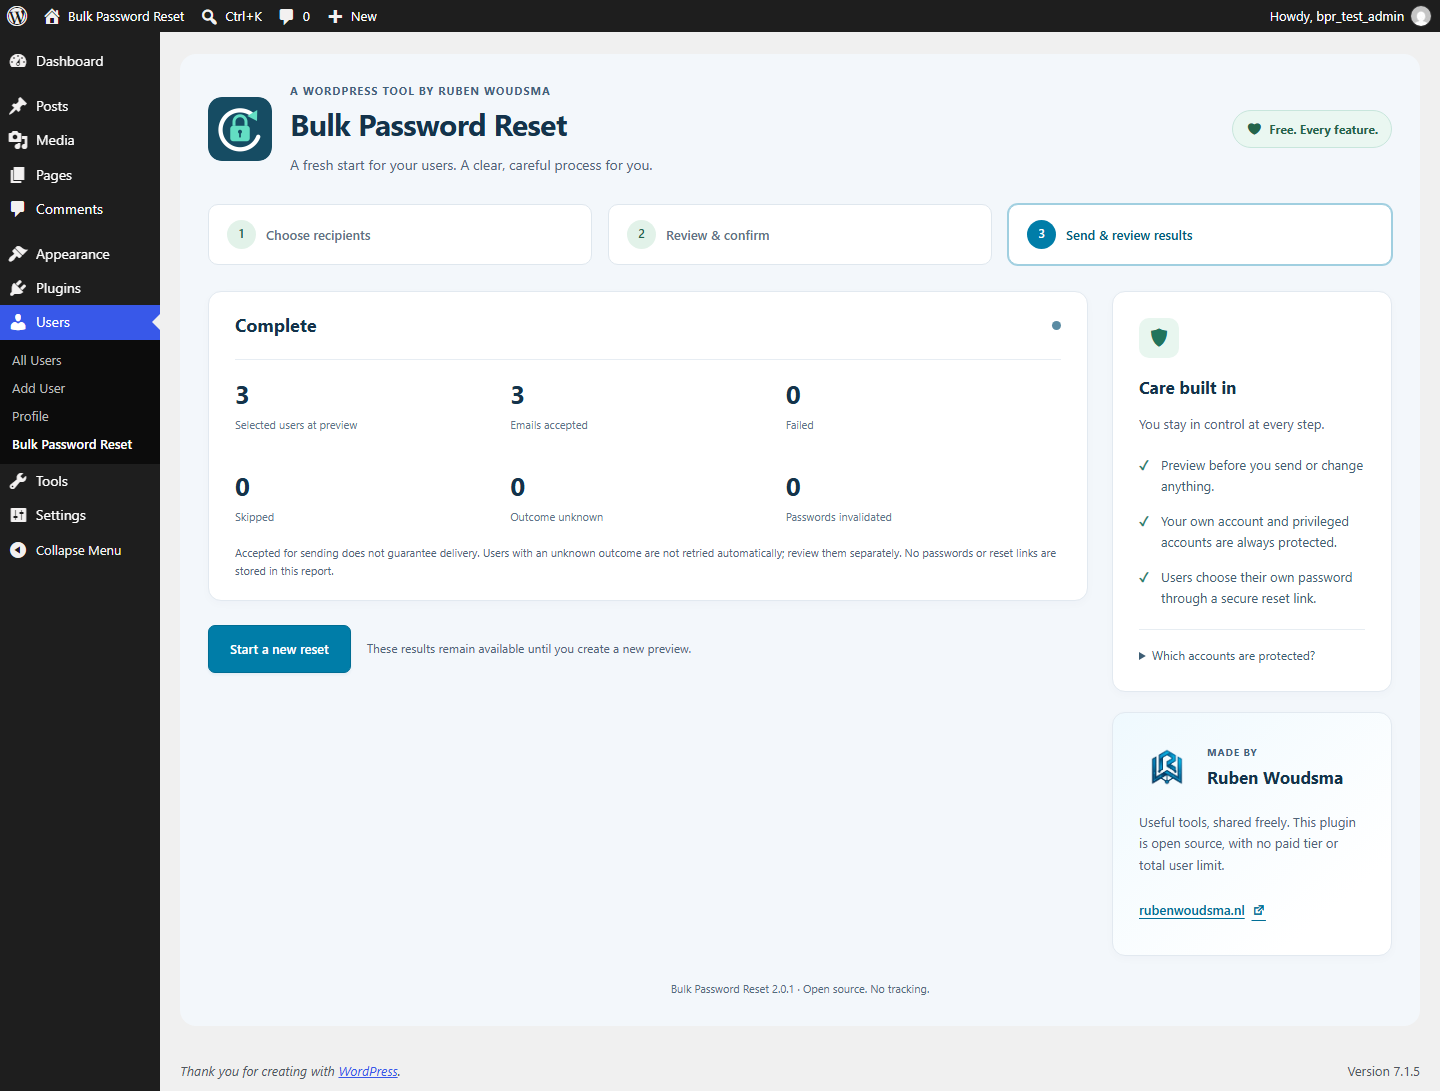 Bulk Password Reset
Ctrl+K
0
New
Howdy, bpr_test_admin
Dashboard
Posts
Media
Pages
Comments
Appearance
Plugins
Users
All Users
Add User
Profile
Bulk Password Reset
Tools
Settings
Collapse Menu
A WORDPRESS TOOL BY RUBEN WOUDSMA
Bulk Password Reset
A fresh start for your users. A clear, careful process for you.
Free. Every feature.
1 Choose recipients
2 Review & confirm
3 Send & review results
Complete
3
Selected users at preview
3
Emails accepted
0
Failed
0
Skipped
0
Outcome unknown
0
Passwords invalidated
Accepted for sending does not guarantee delivery. Users with an unknown outcome are not retried automatically; review them separately. No passwords or reset links are
stored in this report.
Start a new reset
These results remain available until you create a new preview.
Care built in
You stay in control at every step.
Preview before you send or change
anything.
Your own account and privileged
accounts are always protected.
Users choose their own password
through a secure reset link.
Which accounts are protected?
MADE BY
Ruben Woudsma
Useful tools, shared freely. This plugin
is open source, with no paid tier or
total user limit.
rubenwoudsma.nl
Bulk Password Reset 2.0.1 · Open source. No tracking.
Thank you for creating with WordPress.
Version 7.1.5